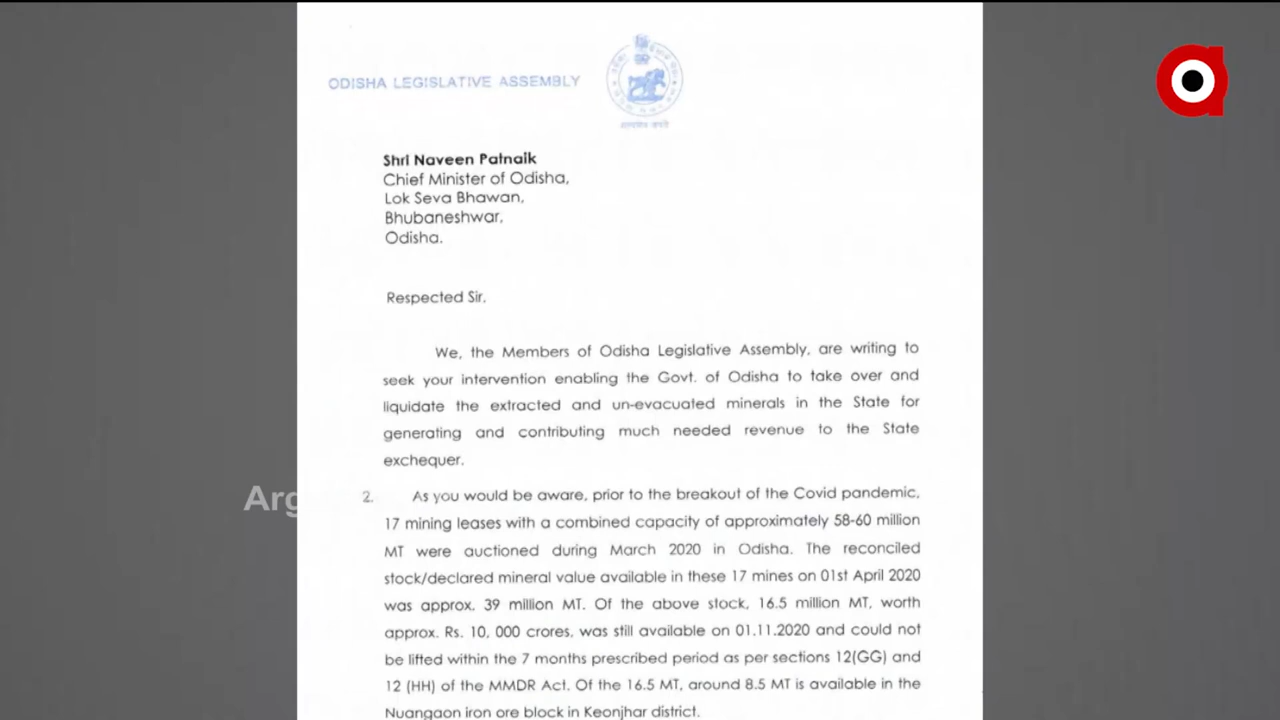 ODISHA LEGISLATIVE ASSEMBLY
Shri Naveen Patnaik
Chief Minister of Odisha,
Lok Seva Bhawan,
Bhubaneshwar,
Odisha.
Respected Sir,
We, the Members of Odisha Legislative Assembly, are writing to
seek your intervention enabling the Govt. of Odisha to take over and
liquidate the extracted and un-evacuated minerals in the State for
generating and contributing much needed revenue to the State
exchequer.
2. As you would be aware, prior to the breakout of the Covid pandemic,
17 mining leases with a combined capacity of approximately 58-60 million
MT were auctioned during March 2020 in Odisha. The reconciled
stock/declared mineral value available in these 17 mines on 01st April 2020
was approx. 39 million MT. Of the above stock, 16.5 million MT, worth
approx. Rs. 10, 000 crores, was still available on 01.11.2020 and could not
be lifted within the 7 months prescribed period as per sections 12(GG) and
12 (HH) of the MMDR Act. Of the 16.5 MT, around 8.5 MT is available in the
Nuangaon iron ore block in Keonjhar district.
Arg